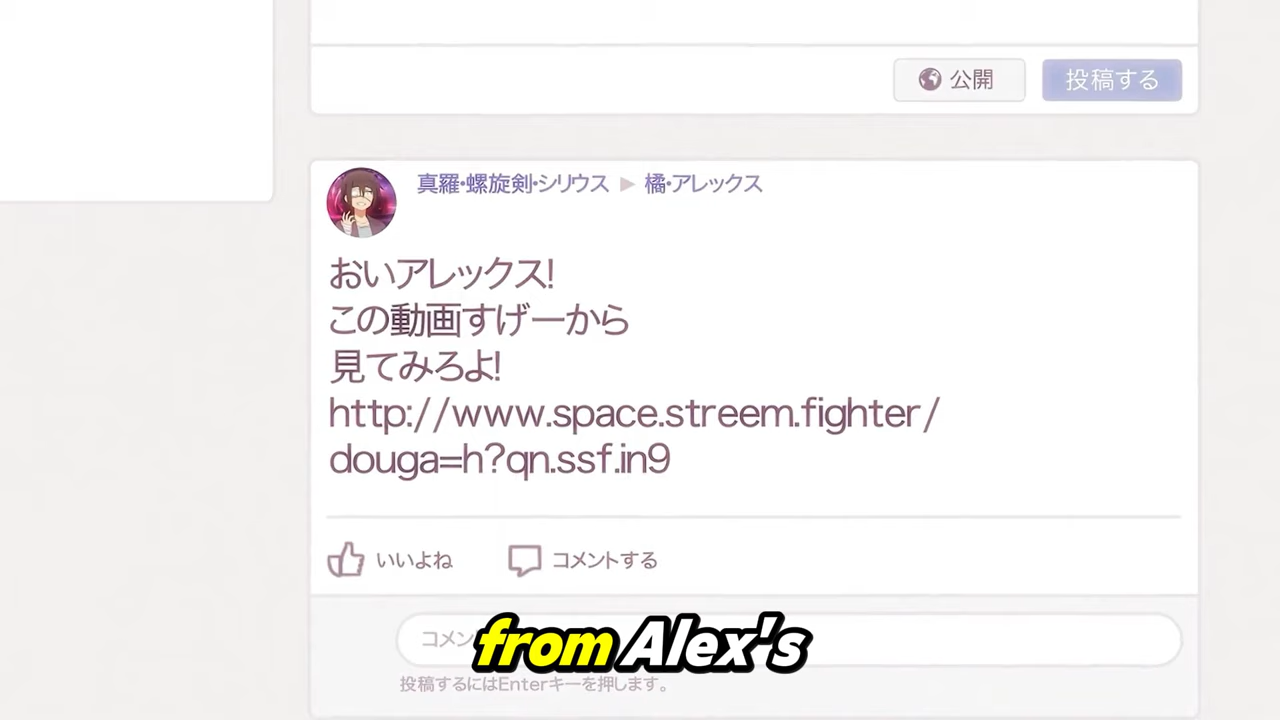 公開
投稿する
真羅・螺旋剣・シリウス ▶ 橘・アレックス
おいアレックス!
この動画すげーから
見てみろよ!
http://www.space.streem.fighter/
douga=h?qn.ssf.in9
いいよね
コメントする
コメン
from Alex's
投稿するにはEnterキーを押します。